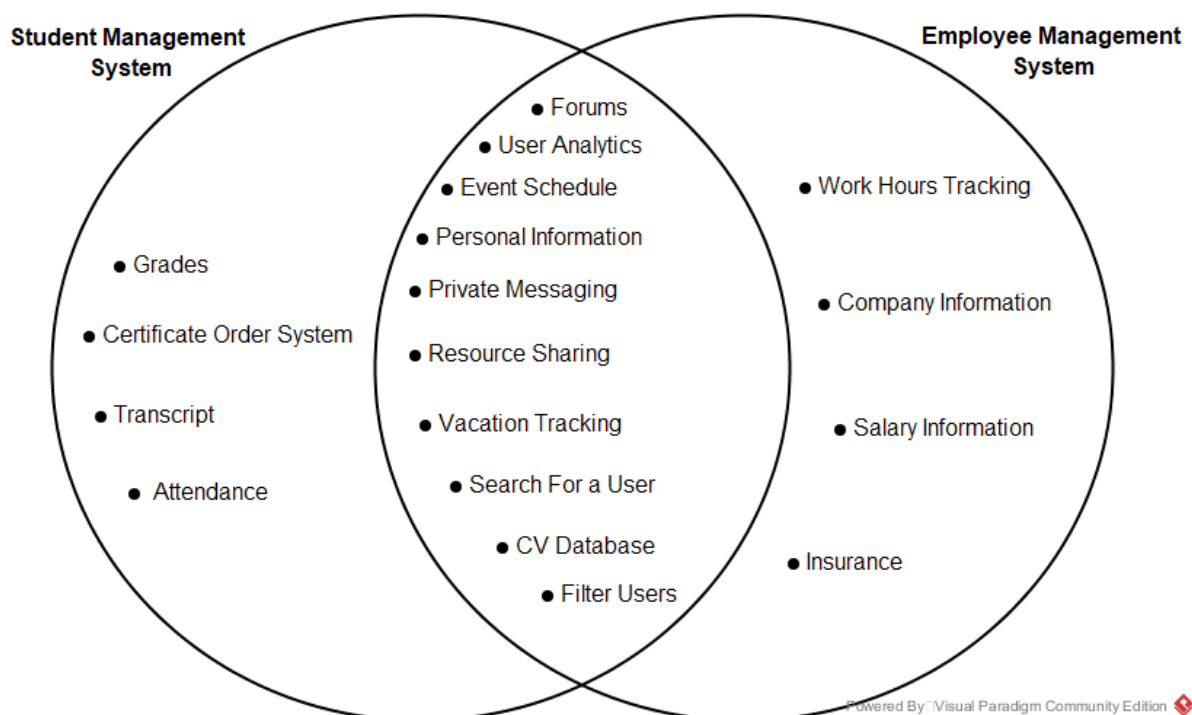 Student Management
System
Employee Management
System
Forums
User Analytics
Event Schedule
Personal Information
Private Messaging
Resource Sharing
Vacation Tracking
Search For a User
CV Database
Filter Users
Grades
Certificate Order System
Transcript
Attendance
Work Hours Tracking
Company Information
Salary Information
Insurance
Powered By Visual Paradigm Community Edition